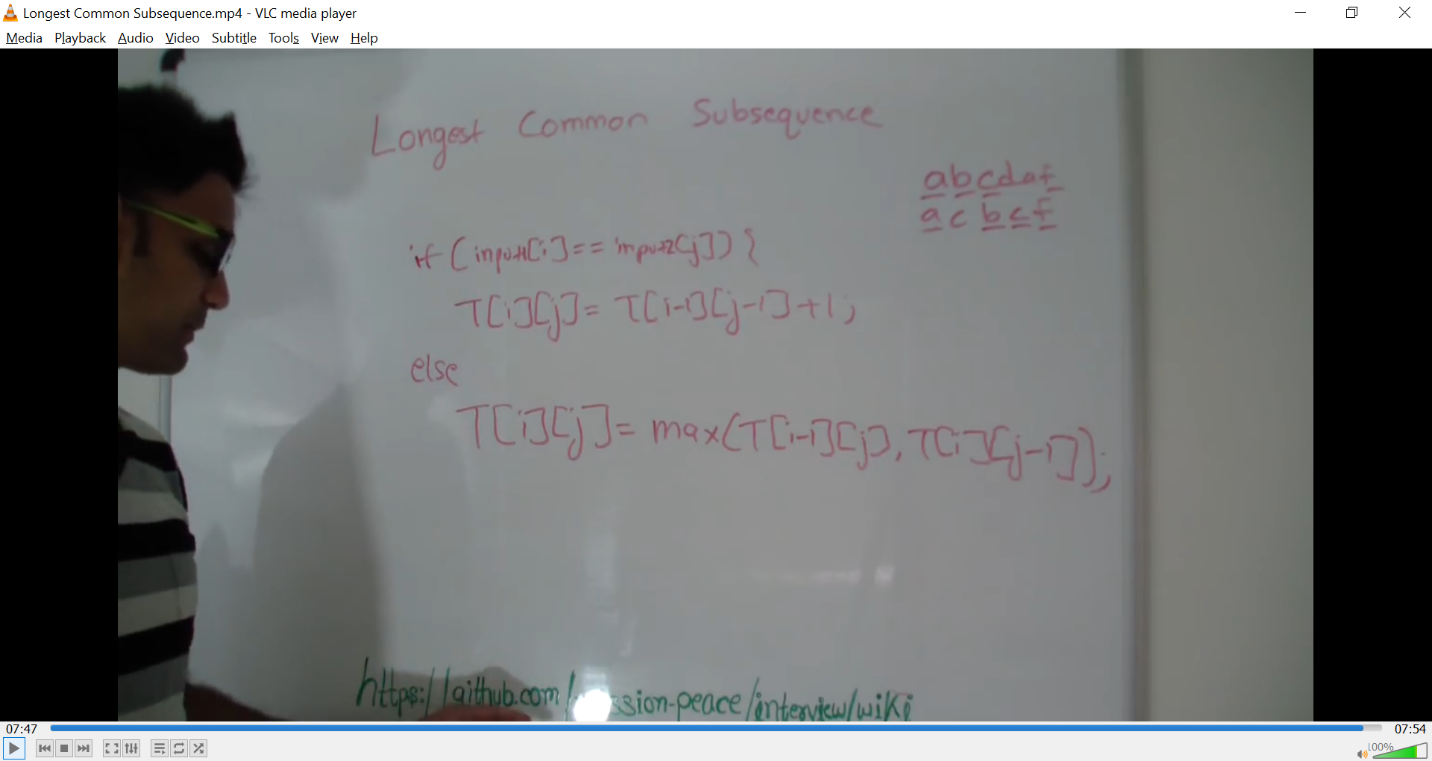 Longest Common Subsequence.mp4 - VLC media player
Media Playback Audio Video Subtitle Tools View Help
Longest Common Subsequence
abcdaf
acbcf
if (input1[i]== input2[j]) {
T[i][j]= T[i-1][j-1]+1;
else
T[i][j]= max(T[i-1][j], T[i][j-1]);
https://github.com/ssion-peace/interview/wiki
07:47
07:54
100%